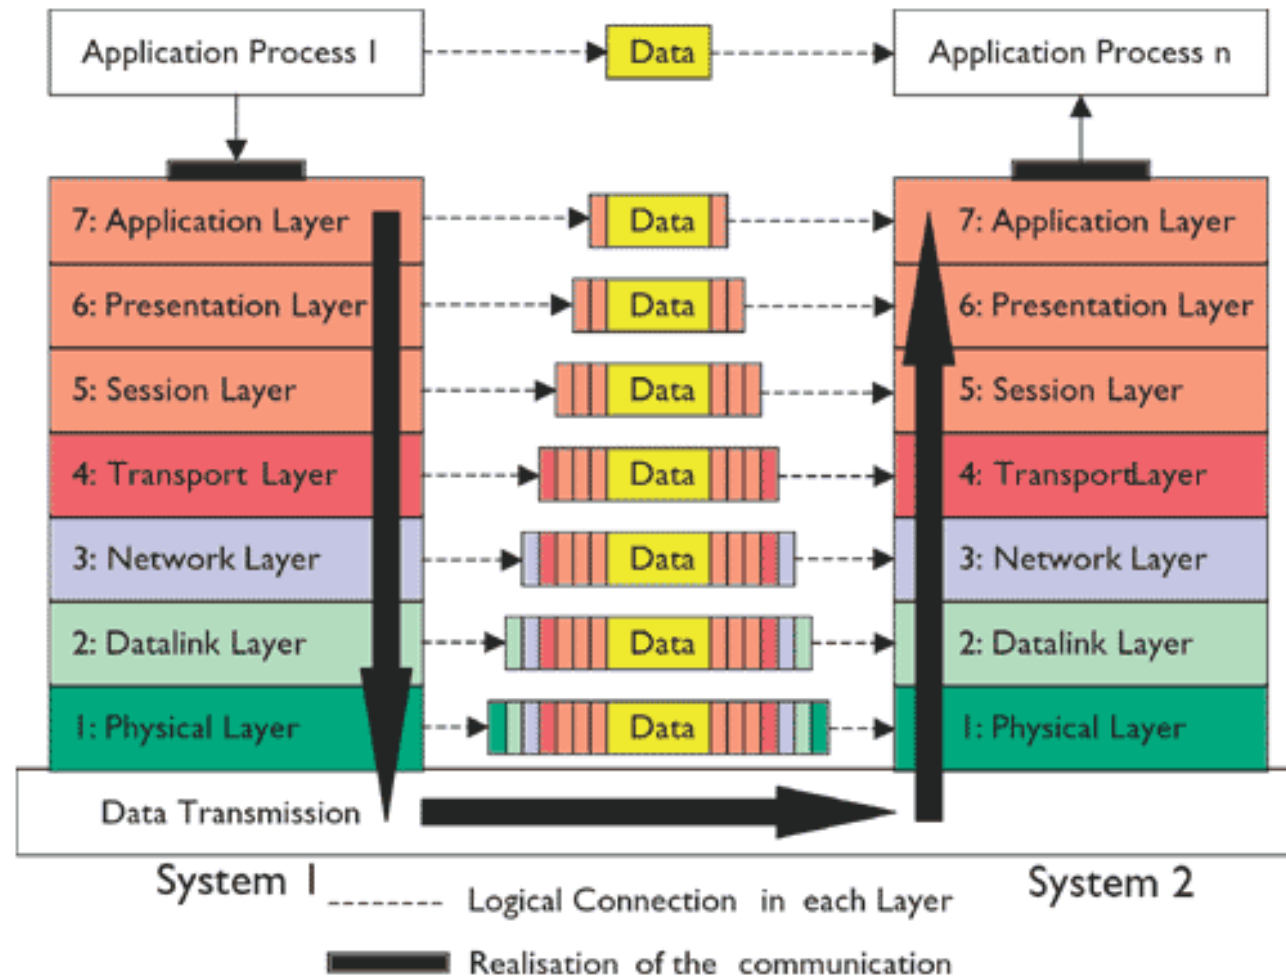 Application Process 1
Data
Application Process n
7: Application Layer
Data
7: Application Layer
6: Presentation Layer
Data
6: Presentation Layer
5: Session Layer
Data
5: Session Layer
4: Transport Layer
Data
4: TransportLayer
3: Network Layer
Data
3: Network Layer
2: Datalink Layer
Data
2: Datalink Layer
1: Physical Layer
Data
1: Physical Layer
Data Transmission
System 1
System 2
Logical Connection in each Layer
Realisation of the communication